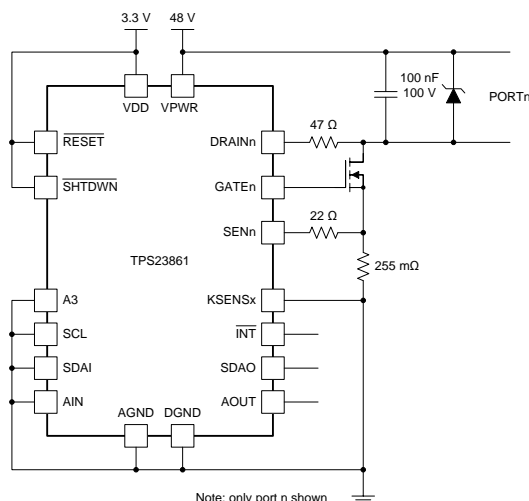 3.3 V
48 V
VDD
VPWR
100 nF
100 V
PORTn
RESET
DRAINn
47 Ω
SHTDWN
GATEn
SENn
22 Ω
TPS23861
255 mΩ
A3
KSENSx
SCL
INT
SDAI
SDAO
AIN
AOUT
AGND
DGND
Note: only port n shown